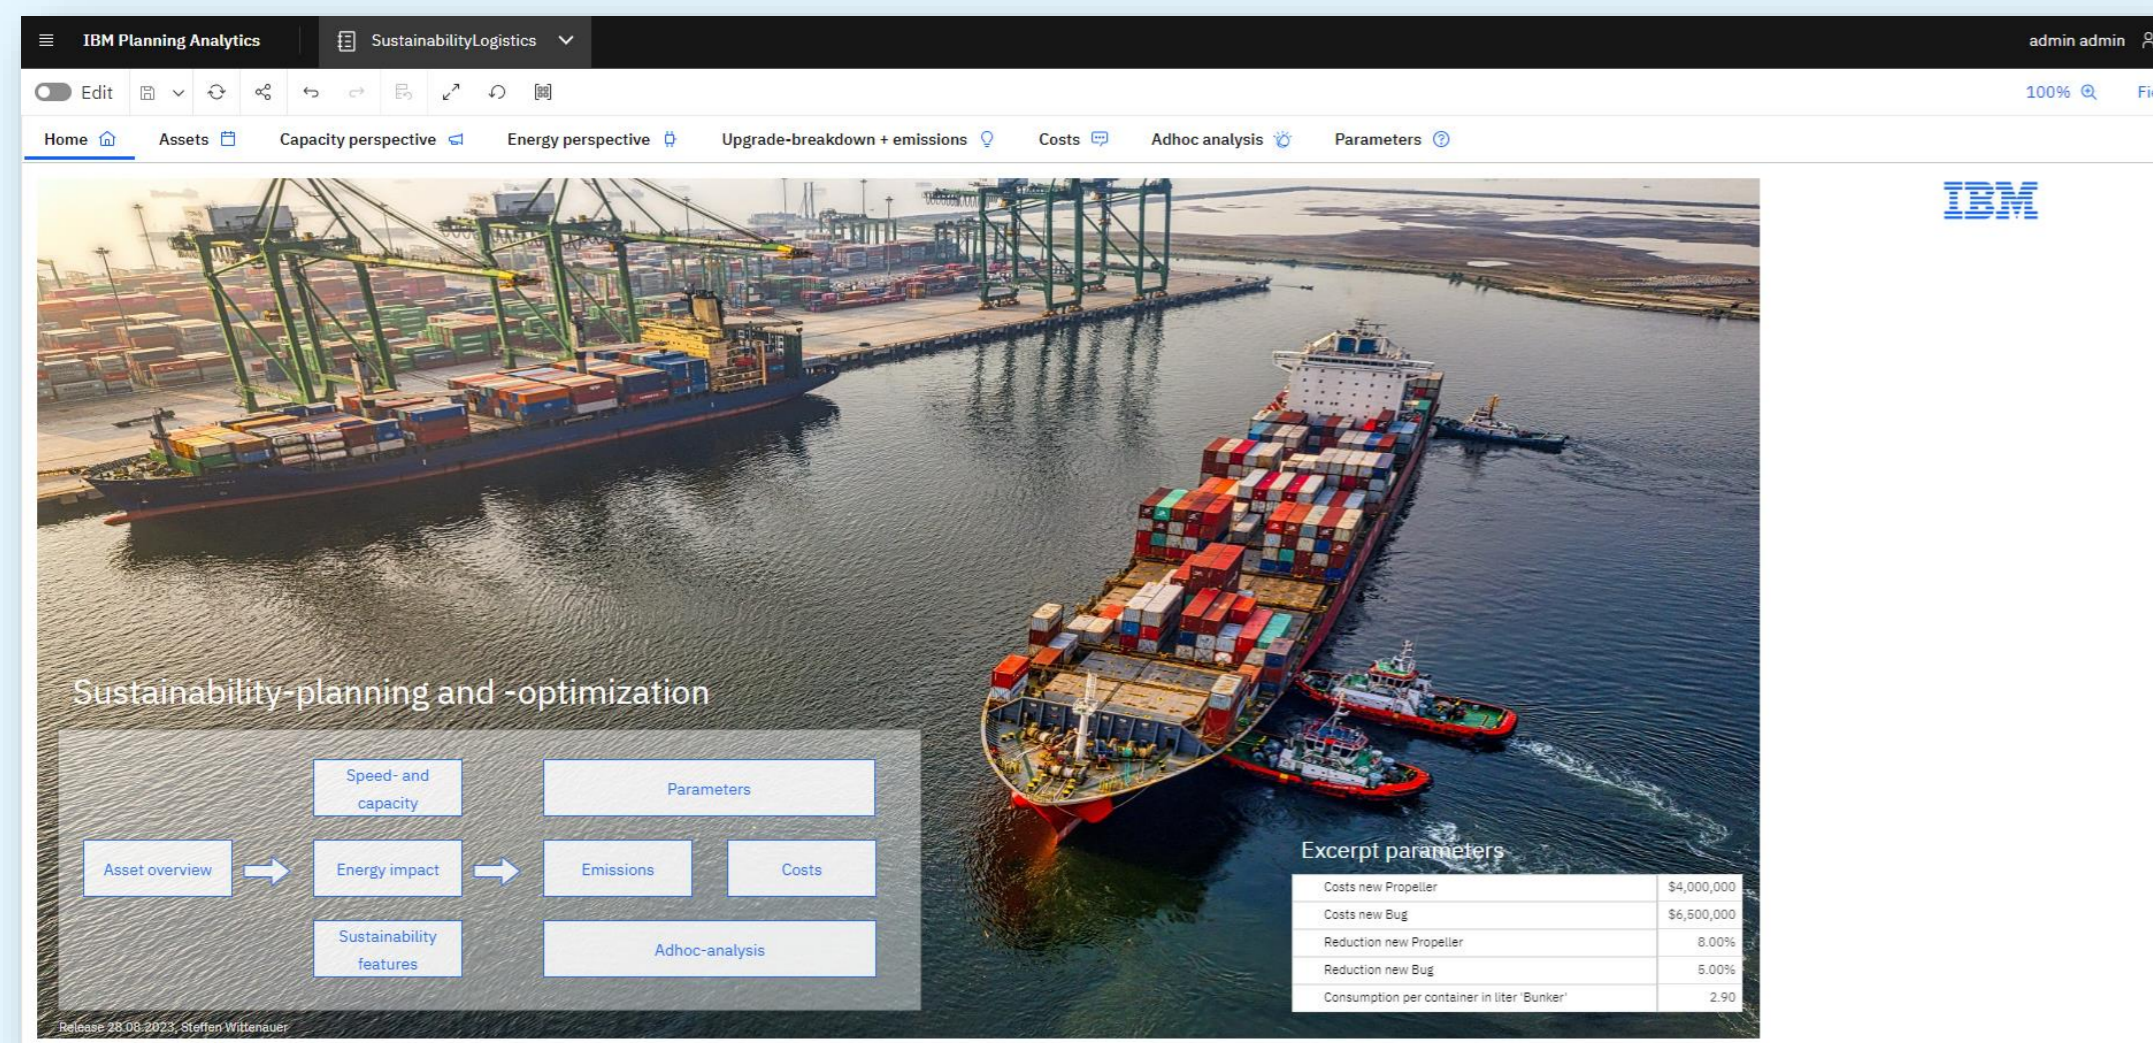 IBM Planning Analytics
SustainabilityLogistics
admin admin
Edit
100%
Home
Assets
Capacity perspective
Energy perspective
Upgrade-breakdown + emissions
Costs
Adhoc analysis
Parameters
IBM
Sustainability-planning and -optimization
Speed- and
capacity
Parameters
Asset overview
Energy impact
Emissions
Costs
Sustainability
features
Adhoc-analysis
Release 28.08.2023, Steffen Wittenauer
Excerpt parameters
Costs new Propeller $4,000,000
Costs new Bug $6,500,000
Reduction new Propeller 8.00%
Reduction new Bug 5.00%
Consumption per container in liter 'Bunker' 2.90